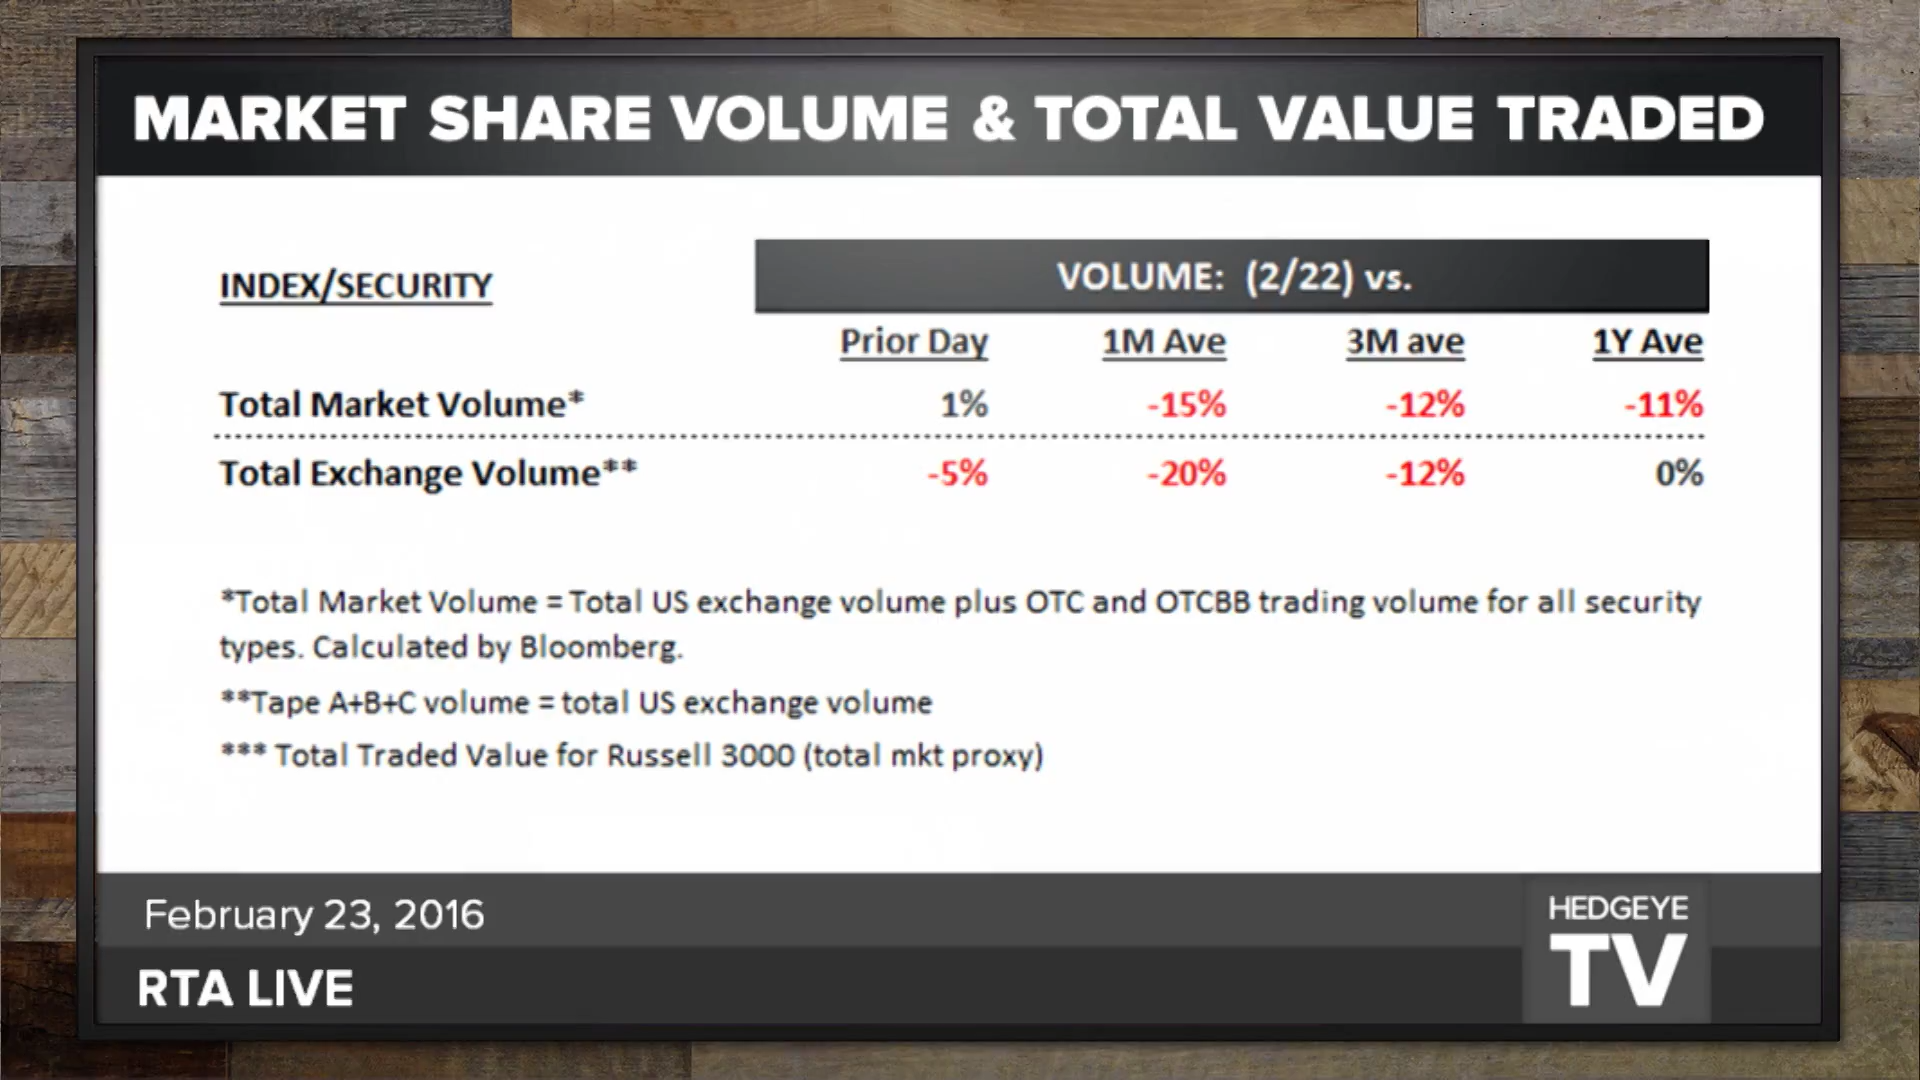 MARKET SHARE VOLUME & TOTAL VALUE TRADED
INDEX/SECURITY
VOLUME: (2/22) vs.
Prior Day 1M Ave 3M ave 1Y Ave
Total Market Volume* 1% -15% -12% -11%
Total Exchange Volume** -5% -20% -12% 0%
*Total Market Volume = Total US exchange volume plus OTC and OTCBB trading volume for all security
types. Calculated by Bloomberg.
**Tape A+B+C volume = total US exchange volume
*** Total Traded Value for Russell 3000 (total mkt proxy)
February 23, 2016
RTA LIVE
HEDGEYE
TV